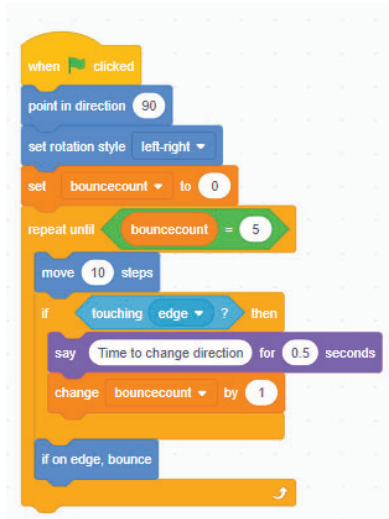 when clicked
point in direction 90
set rotation style left-right
set bouncecount to 0
repeat until bouncecount = 5
move 10 steps
if touching edge ? then
say Time to change direction for 0.5 seconds
change bouncecount by 1
if on edge, bounce